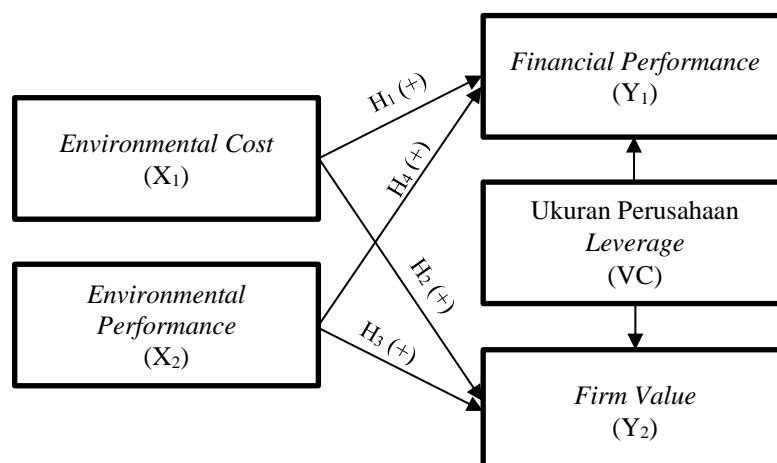 Financial Performance
(Y₁)
H₁ (+)
Environmental Cost
(X₁)
H₄ (+)
Ukuran Perusahaan
Leverage
(VC)
Environmental
Performance
(X₂)
H₂ (+)
H₃ (+)
Firm Value
(Y₂)